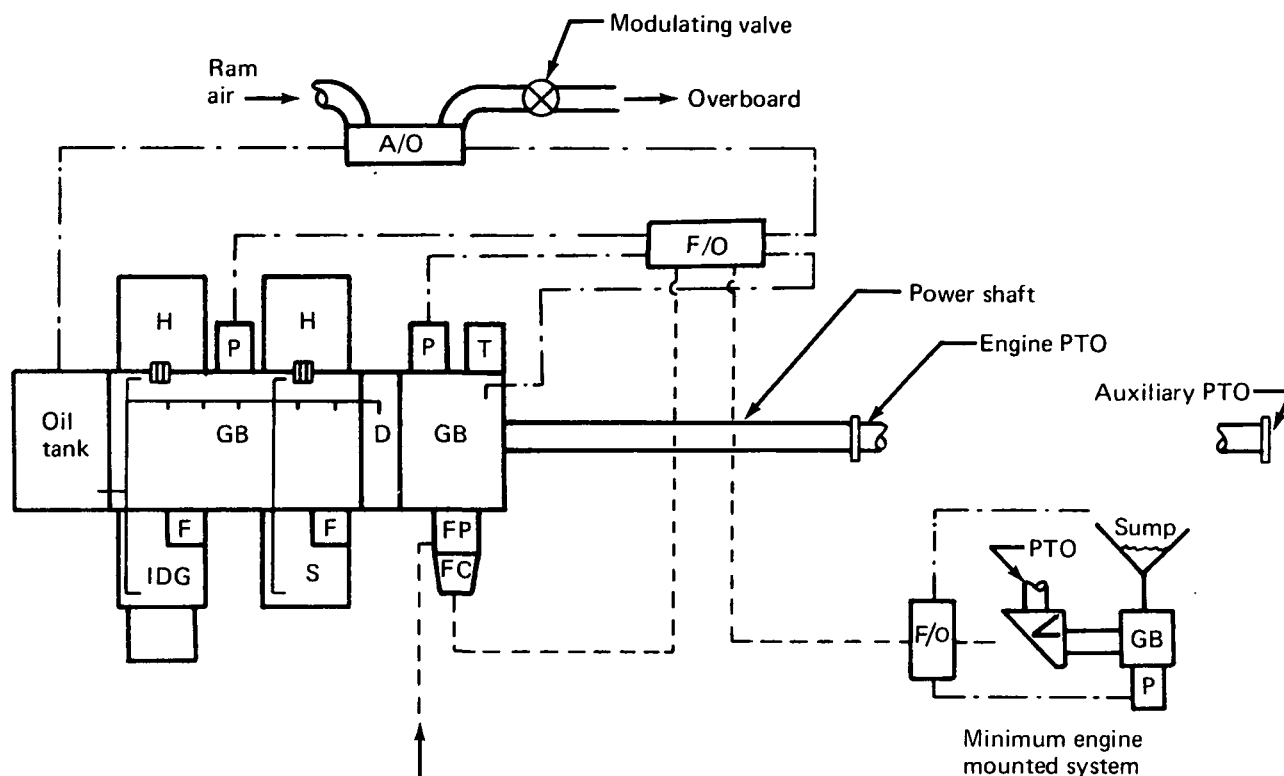 Modulating valve
Ram
air
Overboard
A/O
F/O
Power shaft
Engine PTO
Auxiliary PTO
H
H
P
P
T
Oil
tank
GB
D
GB
F
F
FP
FC
IDG
S
PTO
Sump
F/O
GB
P
Minimum engine
mounted system